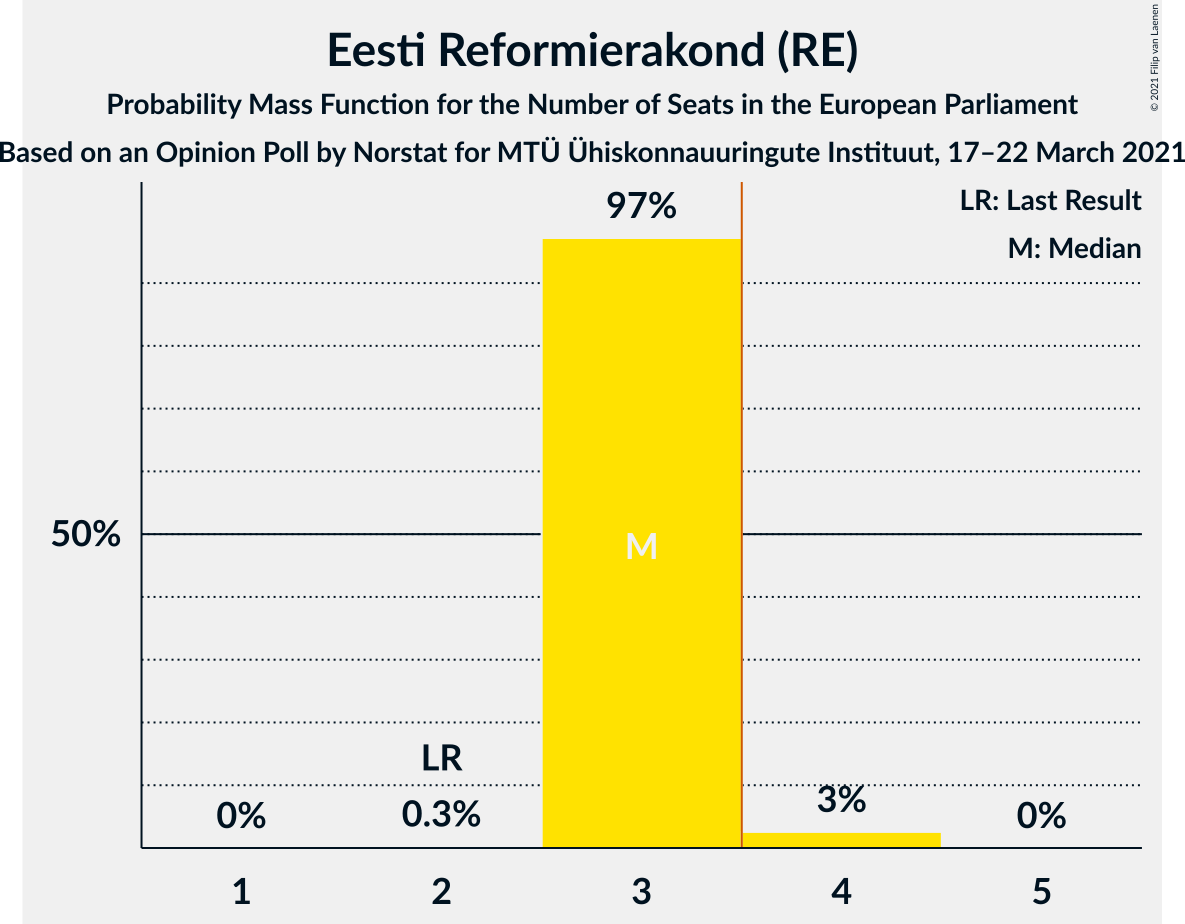 Eesti Reformierakond (RE)
Probability Mass Function for the Number of Seats in the European Parliament
Based on an Opinion Poll by Norstat for MTÜ Ühiskonnauuringute Instituut, 17–22 March 2021
© 2021 Filip van Laenen
LR: Last Result
M: Median
97%
50%
M
LR
0%
0.3%
3%
0%
1 2 3 4 5